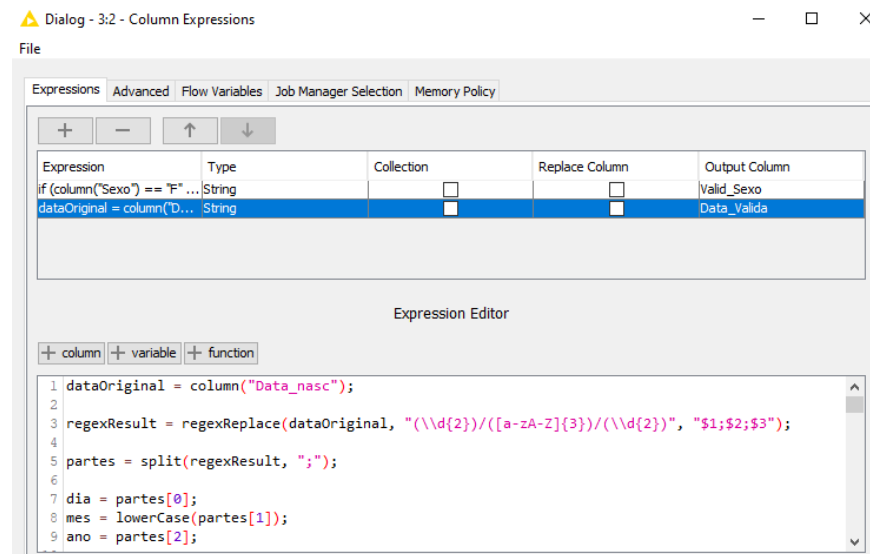 Dialog - 3:2 - Column Expressions
File
Expressions Advanced Flow Variables Job Manager Selection Memory Policy
Expression Type Collection Replace Column Output Column
if (column("Sexo") == "F" ... String Valid_Sexo
dataOriginal = column("D... String Data_Valida
Expression Editor
+ column + variable + function
1 dataOriginal = column("Data_nasc");
2
3 regexResult = regexReplace(dataOriginal, "(\\d{2})/([a-zA-Z]{3})/(\\d{2})", "$1;$2;$3");
4
5 partes = split(regexResult, ";");
6
7 dia = partes[0];
8 mes = lowerCase(partes[1]);
9 ano = partes[2];